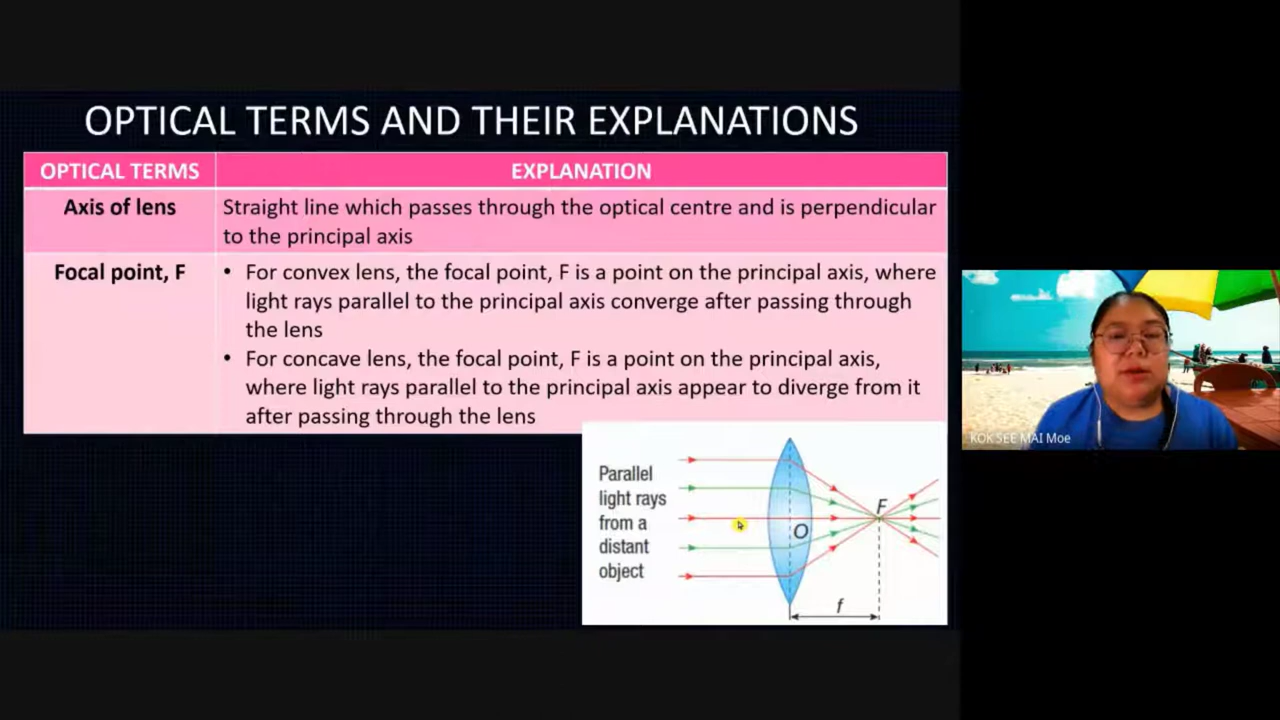 OPTICAL TERMS AND THEIR EXPLANATIONS
OPTICAL TERMS
EXPLANATION
Axis of lens
Straight line which passes through the optical centre and is perpendicular
to the principal axis
Focal point, F
• For convex lens, the focal point, F is a point on the principal axis, where
light rays parallel to the principal axis converge after passing through
the lens
• For concave lens, the focal point, F is a point on the principal axis,
where light rays parallel to the principal axis appear to diverge from it
after passing through the lens
Parallel
light rays
from a
distant
object
O
F
f
KOK SEE MAI Moe